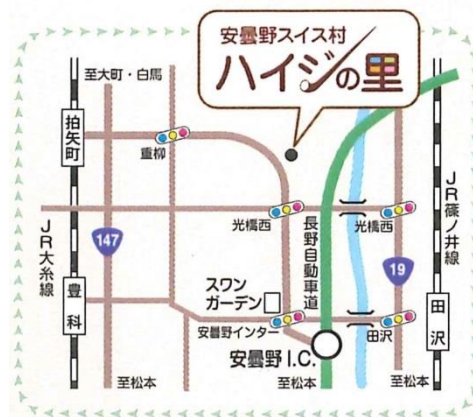 安曇野スイス村
ハイジの里
至大町・白馬
拍矢町
重柳
JR大糸線
147
光橋西
長野自動車道
光橋西
JR篠ノ井線
19
豊科
スワン
ガーデン
安曇野インター
田沢
田沢
安曇野I.C.
至松本
至松本
至松本